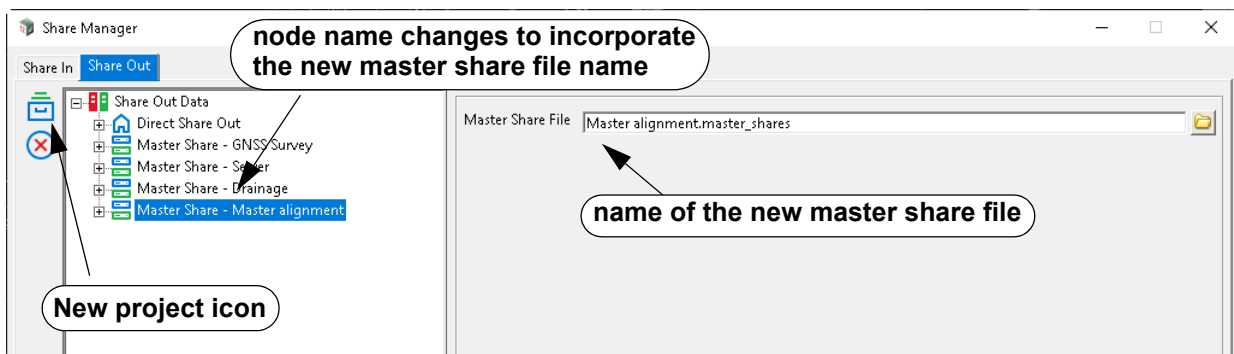 Share Manager
node name changes to incorporate
the new master share file name
Share In
Share Out
Share Out Data
Direct Share Out
Master Share - GNSS Survey
Master Share - Sewer
Master Share - Drainage
Master Share - Master alignment
Master Share File
Master alignment.master_shares
name of the new master share file
New project icon